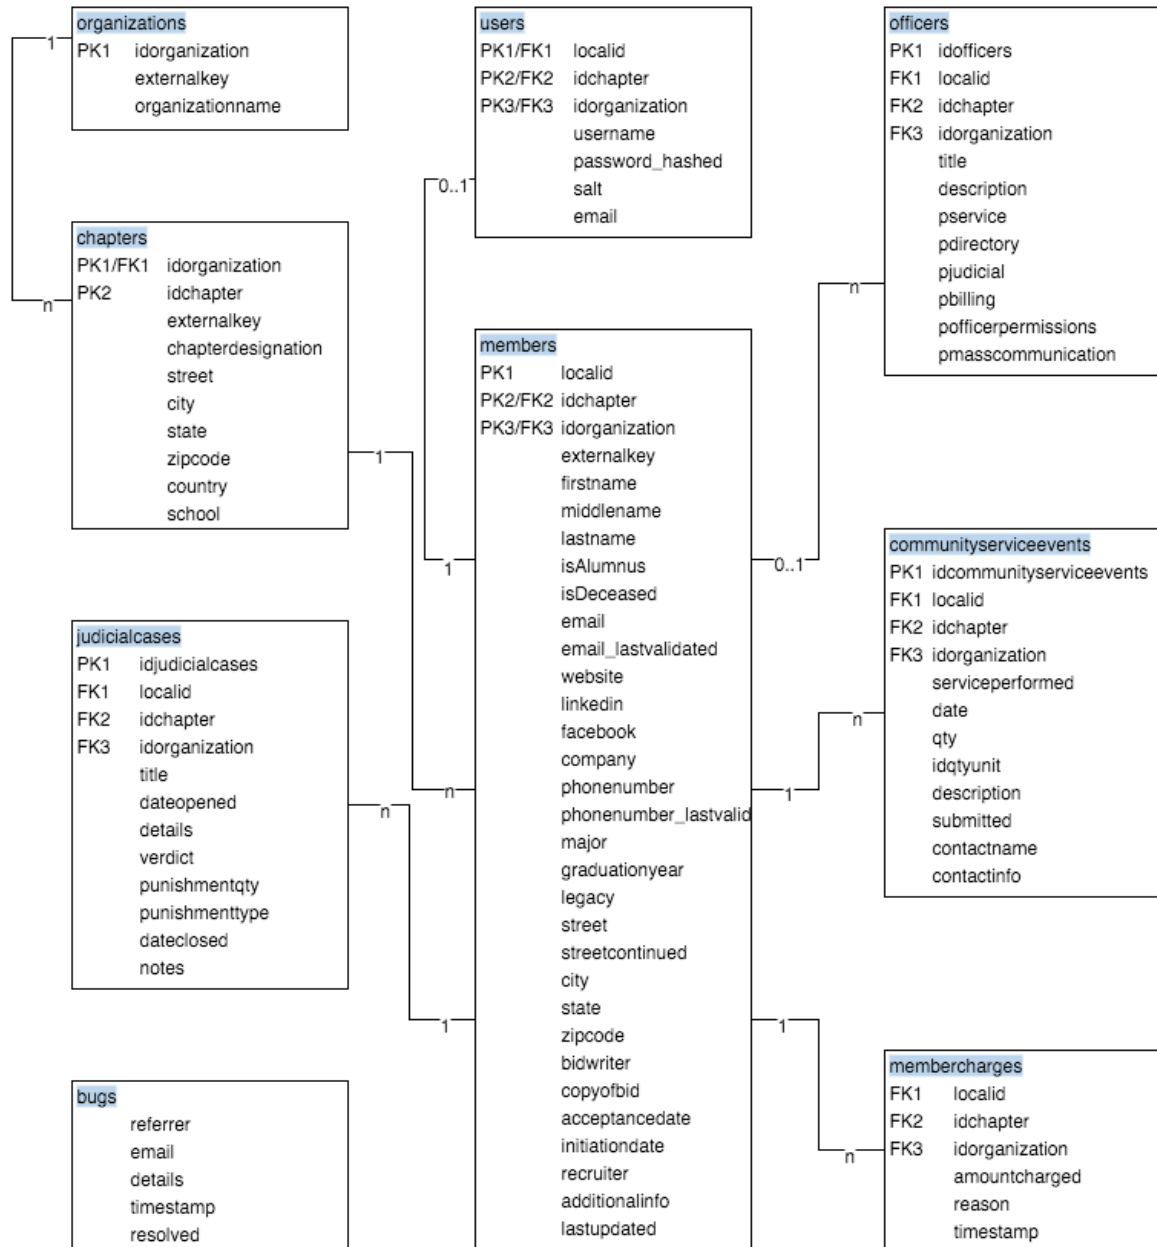 organizations
PK1 idorganization
externalkey
organizationname
1
n
chapters
PK1/FK1 idorganization
PK2 idchapter
externalkey
chapterdesignation
street
city
state
zipcode
country
school
1
n
judicialcases
PK1 idjudicialcases
FK1 localid
FK2 idchapter
FK3 idorganization
title
dateopened
details
verdict
punishmentqty
punishmenttype
dateclosed
notes
n
1
bugs
referrer
email
details
timestamp
resolved
users
PK1/FK1 localid
PK2/FK2 idchapter
PK3/FK3 idorganization
username
password_hashed
salt
email
0..1
1
members
PK1 localid
PK2/FK2 idchapter
PK3/FK3 idorganization
externalkey
firstname
middlename
lastname
isAlumnus
isDeceased
email
email_lastvalidated
website
linkedin
facebook
company
phonenumber
phonenumber_lastvalid
major
graduationyear
legacy
street
streetcontinued
city
state
zipcode
bidwriter
copyofbid
acceptancedate
initiationdate
recruiter
additionalinfo
lastupdated
officers
PK1 idofficers
FK1 localid
FK2 idchapter
FK3 idorganization
title
description
pservice
pdirectory
pjudicial
pbilling
pofficerpermissions
pmasscommunication
n
0..1
communityserviceevents
PK1 idcommunityserviceevents
FK1 localid
FK2 idchapter
FK3 idorganization
serviceperformed
date
qty
idqtyunit
description
submitted
contactname
contactinfo
n
1
1
n
membercharges
FK1 localid
FK2 idchapter
FK3 idorganization
amountcharged
reason
timestamp